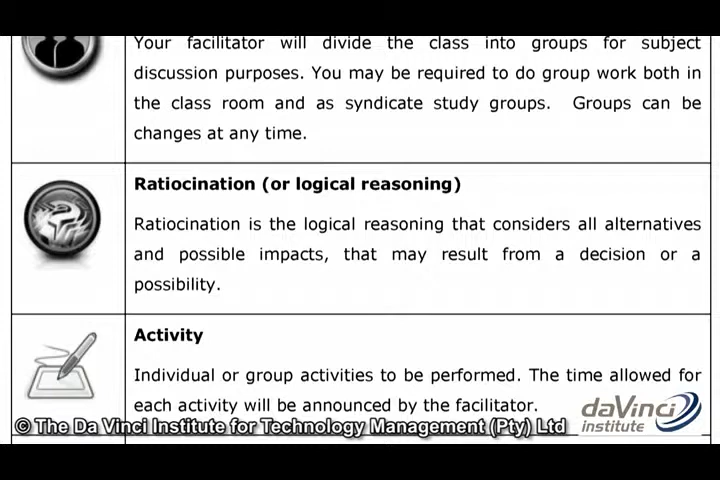 Your facilitator will divide the class into groups for subject
discussion purposes. You may be required to do group work both in
the class room and as syndicate study groups. Groups can be
changes at any time.
Ratiocination (or logical reasoning)
Ratiocination is the logical reasoning that considers all alternatives
and possible impacts, that may result from a decision or a
possibility.
Activity
Individual or group activities to be performed. The time allowed for
each activity will be announced by the facilitator.
© The Da Vinci Institute for Technology Management (Pty) Ltd
daVinci
institute